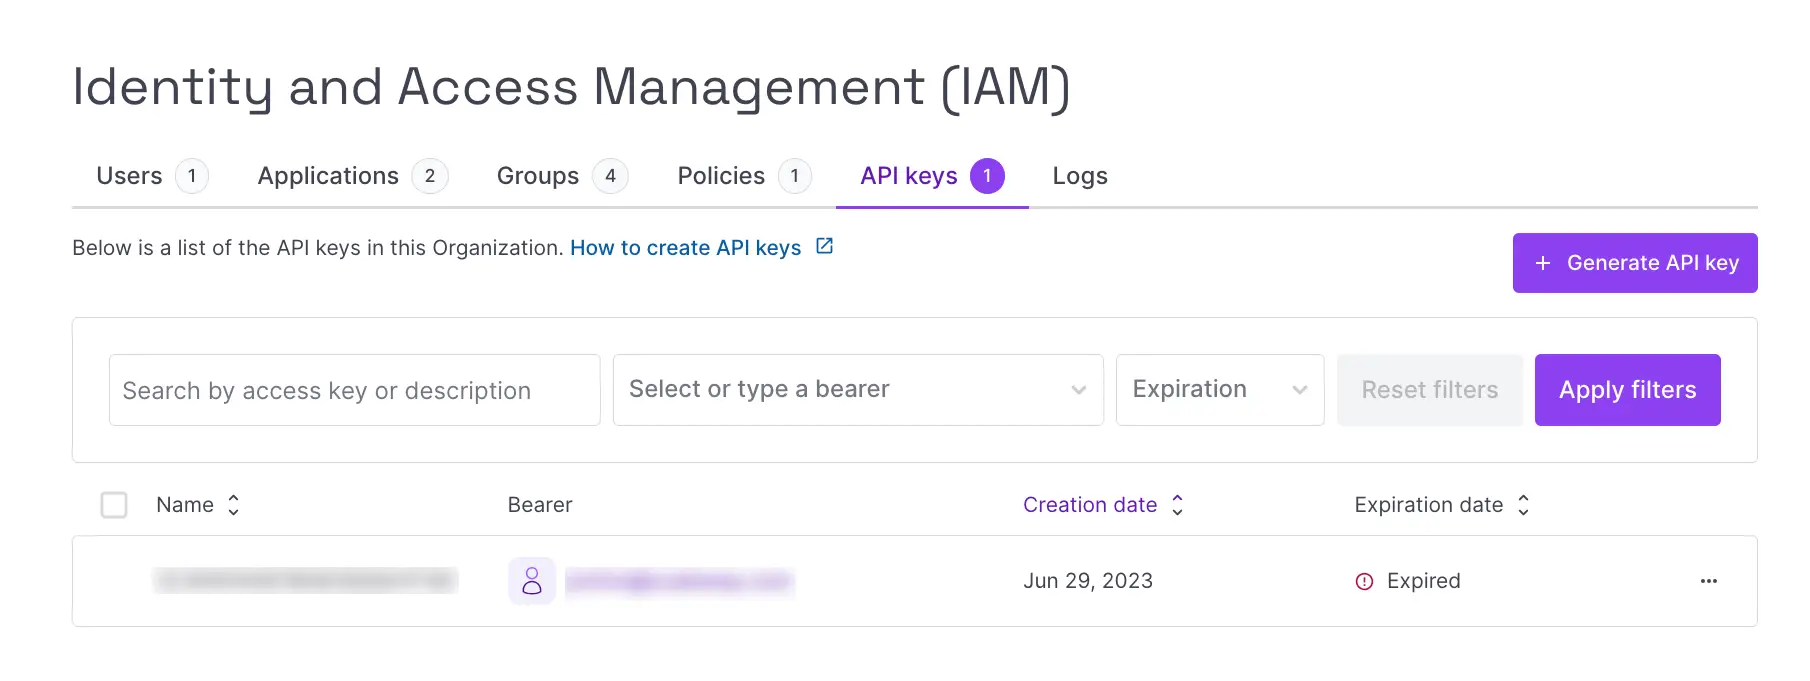 Identity and Access Management (IAM)
Users 1 Applications 2 Groups 4 Policies 1 API keys 1 Logs
Below is a list of the API keys in this Organization. How to create API keys
+ Generate API key
Search by access key or description Select or type a bearer Expiration Reset filters Apply filters
Name Bearer Creation date Expiration date
Jun 29, 2023 Expired